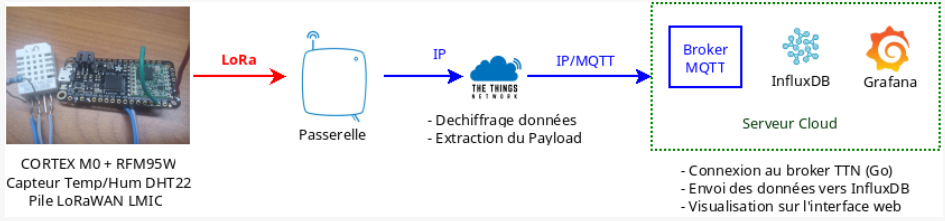 LoRa
IP
IP/MQTT
Broker
MQTT
InfluxDB
Grafana
THE THINGS
NETWORK
Passerelle
- Dechiffrage données
- Extraction du Payload
Serveur Cloud
CORTEX M0 + RFM95W
Capteur Temp/Hum DHT22
Pile LoRaWAN LMIC
- Connexion au broker TTN (Go)
- Envoi des données vers InfluxDB
- Visualisation sur l'interface web